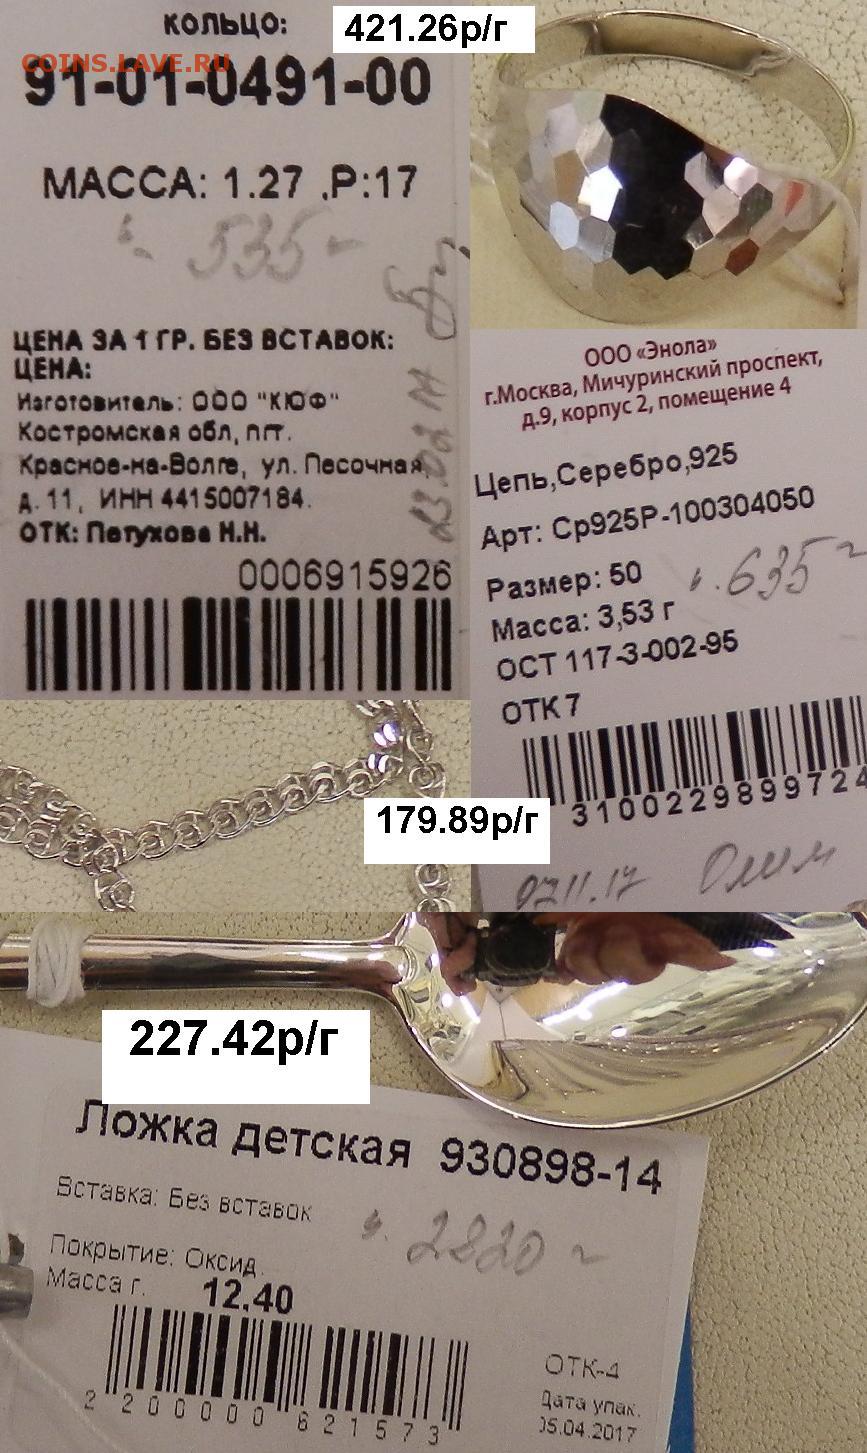 кольцо:
421.26р/г
COINS.LAVE.RU
91-01-0491-00
МАССА: 1.27 ,Р:17
535
ЦЕНА ЗА 1 ГР. БЕЗ ВСТАВОК:
ЦЕНА:
Изготовитель: ООО "КЮФ"
Костромская обл, пгт.
Красное-на-Волге, ул. Песочная
д. 11, ИНН 4415007184.
ОТК: Петухова Н.Н.
0006915926
ООО «Энола»
г.Москва, Мичуринский проспект,
д.9, корпус 2, помещение 4
Цепь,Серебро,925
Арт: Ср925Р-100304050
Размер: 50
635
Масса: 3,53 г
ОСТ 117-3-002-95
ОТК 7
3100229899724
179.89р/г
227.42р/г
Ложка детская 930898-14
Вставка: Без вставок
2820
Покрытие: Оксид.
Масса г. 12.40
2 200000 621573
ОТК-4
Дата упак.
05.04.2017